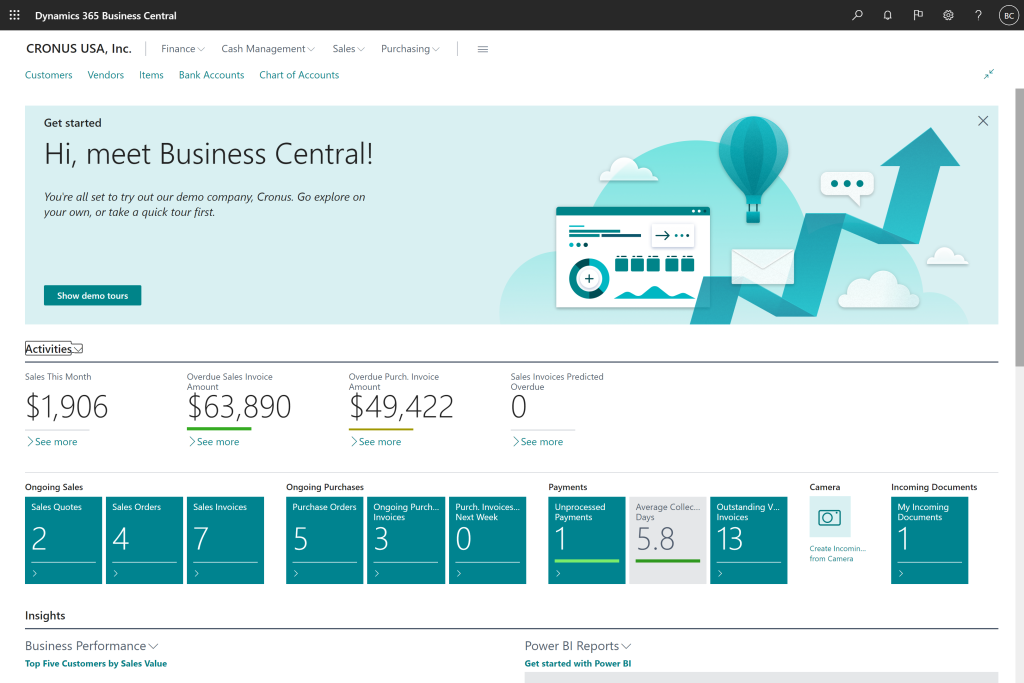 Dynamics 365 Business Central
BC
CRONUS USA, Inc.
Finance
Cash Management
Sales
Purchasing
Customers
Vendors
Items
Bank Accounts
Chart of Accounts
Get started
Hi, meet Business Central!
You're all set to try out our demo company, Cronus. Go explore on
your own, or take a quick tour first.
Show demo tours
Activities
Sales This Month
$1,906
See more
Overdue Sales Invoice
Amount
$63,890
See more
Overdue Purch. Invoice
Amount
$49,422
See more
Sales Invoices Predicted
Overdue
0
See more
Ongoing Sales
Sales Quotes
2
Sales Orders
4
Sales Invoices
7
Ongoing Purchases
Purchase Orders
5
Ongoing Purch...
Invoices
3
Purch. Invoices...
Next Week
0
Payments
Unprocessed
Payments
1
Average Collec...
Days
5.8
Outstanding V...
Invoices
13
Camera
Create Incomin...
from Camera
Incoming Documents
My Incoming
Documents
1
Insights
Business Performance
Top Five Customers by Sales Value
Power BI Reports
Get started with Power BI